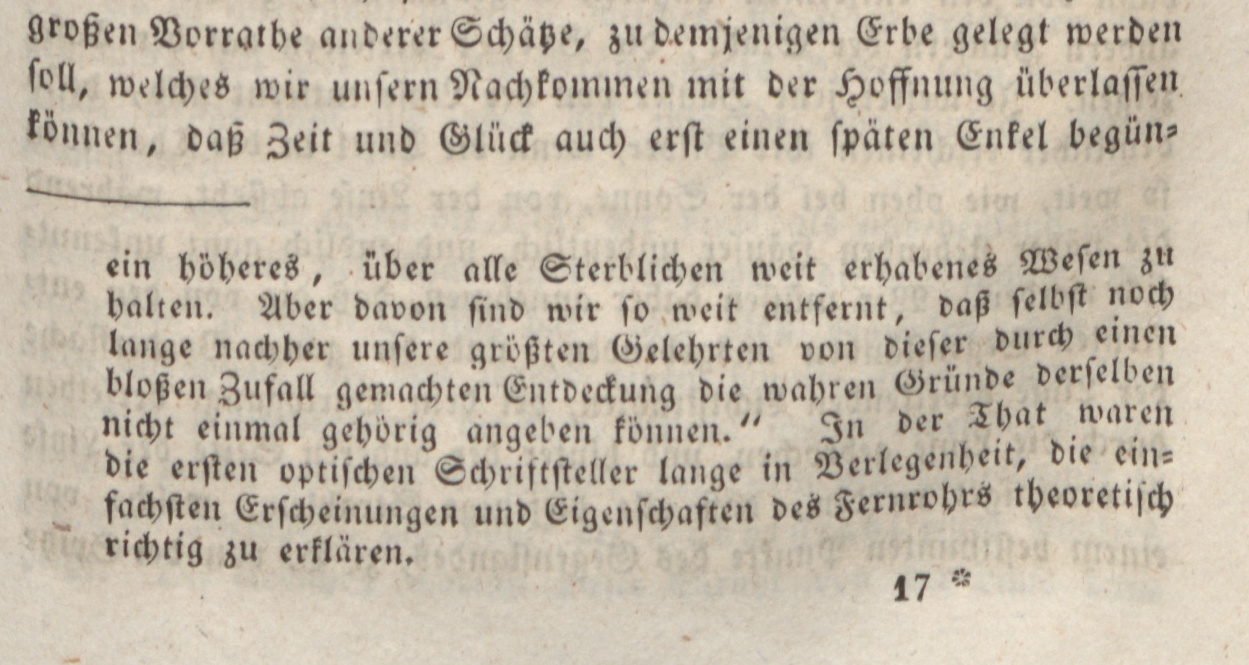 großen Vorrathe anderer Schätze, zu demjenigen Erbe gelegt werden
soll, welches wir unsern Nachkommen mit der Hoffnung überlassen
können, daß Zeit und Glück auch erst einen späten Enkel begün-
ein höheres, über alle Sterblichen weit erhabenes Wesen zu
halten. Aber davon sind wir so weit entfernt, daß selbst noch
lange nachher unsere größten Gelehrten von dieser durch einen
bloßen Zufall gemachten Entdeckung die wahren Gründe derselben
nicht einmal gehörig angeben können.“ In der That waren
die ersten optischen Schriftsteller lange in Verlegenheit, die ein-
fachsten Erscheinungen und Eigenschaften des Fernrohrs theoretisch
richtig zu erklären.
17 *